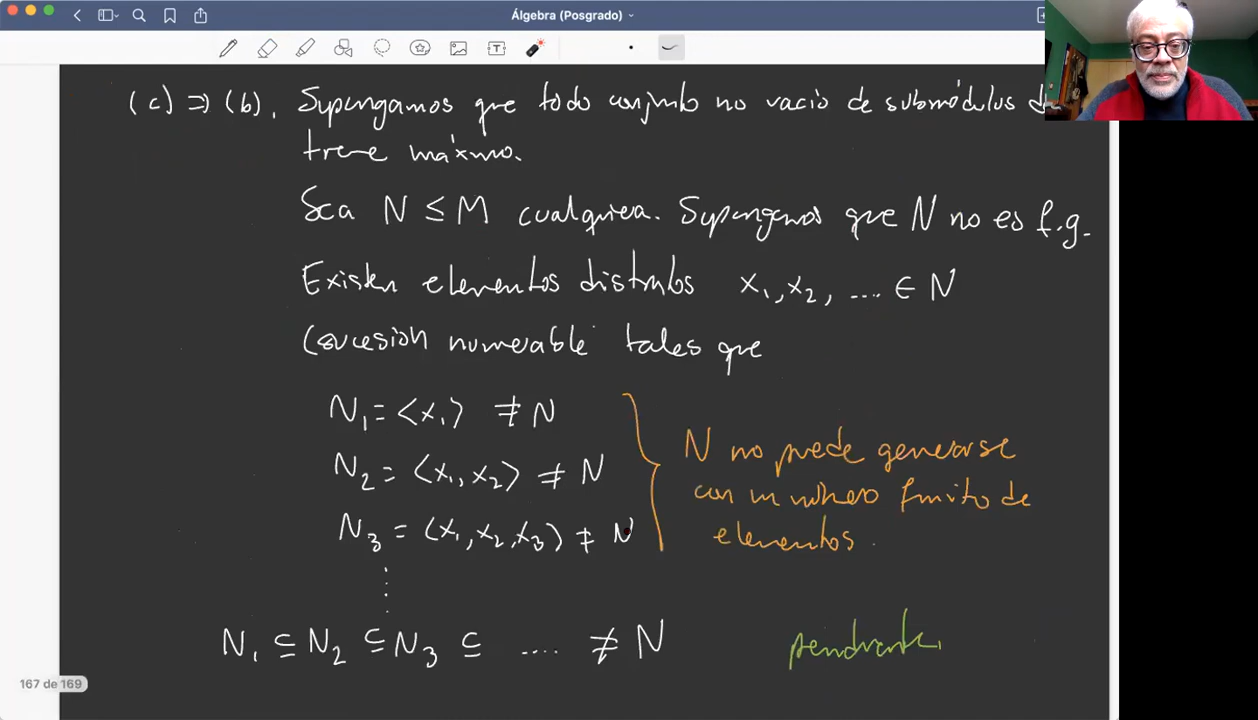 Álgebra (Posgrado)
(c) ⇒ (b). Supongamos que todo conjunto no vacío de submódulos d
tiene máximo.
Sea N ≤ M cualquiera. Supongamos que N no es f.g.
Existen elementos distintos x₁, x₂, .... ∈ N
(sucesión numerable tales que
N₁ = ⟨x₁⟩ ≠ N
N₂ = ⟨x₁, x₂⟩ ≠ N
N₃ = ⟨x₁, x₂, x₃⟩ ≠ N
N no puede generarse
con un número finito de
elementos.
⋮
N₁ ⊆ N₂ ⊆ N₃ ⊆ .... ≠ N
pendiente
167 de 169